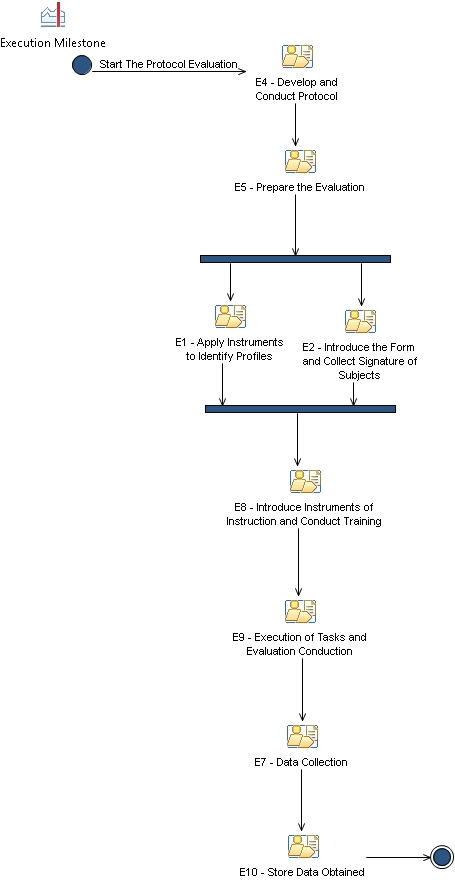 Execution Milestone
Start The Protocol Evaluation
E4 - Develop and
Conduct Protocol
E5 - Prepare the Evaluation
E1 - Apply Instruments
to Identify Profiles
E2 - Introduce the Form
and Collect Signature of
Subjects
E8 - Introduce Instruments of
Instruction and Conduct Training
E9 - Execution of Tasks and
Evaluation Conduction
E7 - Data Collection
E10 - Store Data Obtained